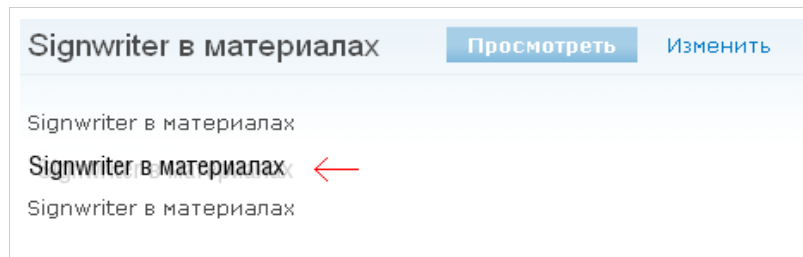 Signwriter в материалах Просмотреть Изменить
Signwriter в материалах
Signwriter в материалах
Signwriter в материалах